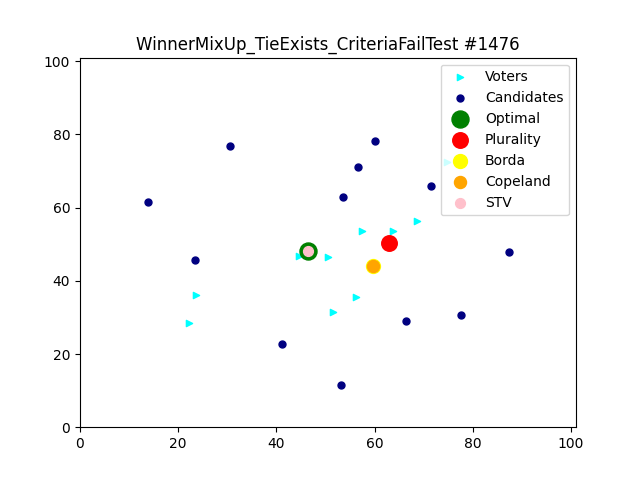 WinnerMixUp_TieExists_CriteriaFailTest #1476
100
80
60
40
20
0
0
20
40
60
80
100
Voters
Candidates
Optimal
Plurality
Borda
Copeland
STV